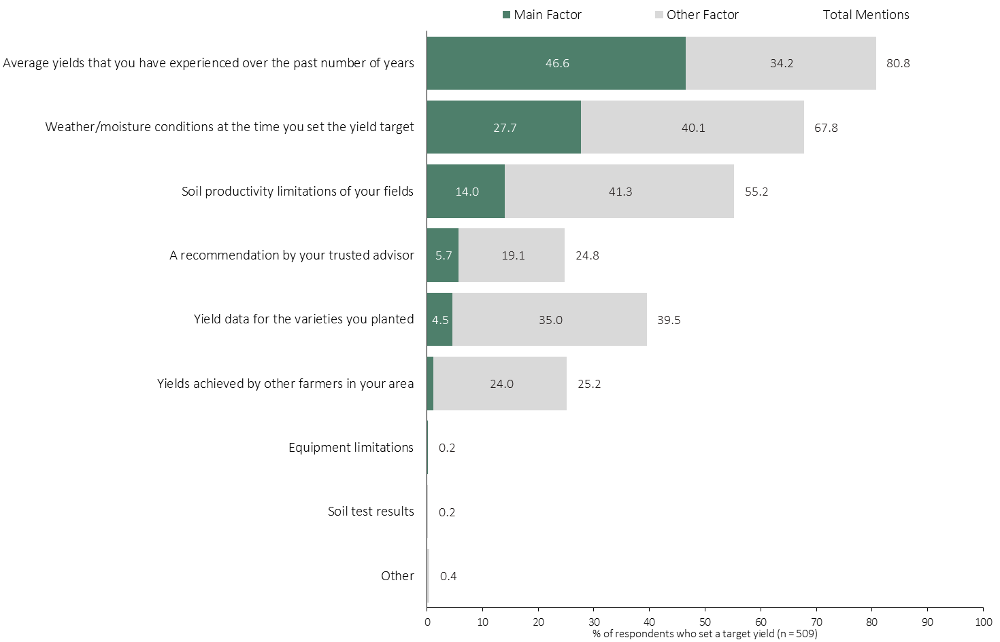 Main Factor Other Factor Total Mentions
Average yields that you have experienced over the past number of years 46.6 34.2 80.8
Weather/moisture conditions at the time you set the yield target 27.7 40.1 67.8
Soil productivity limitations of your fields 14.0 41.3 55.2
A recommendation by your trusted advisor 5.7 19.1 24.8
Yield data for the varieties you planted 4.5 35.0 39.5
Yields achieved by other farmers in your area 24.0 25.2
Equipment limitations 0.2
Soil test results 0.2
Other 0.4
0 10 20 30 40 50 60 70 80 90 100
% of respondents who set a target yield (n = 509)